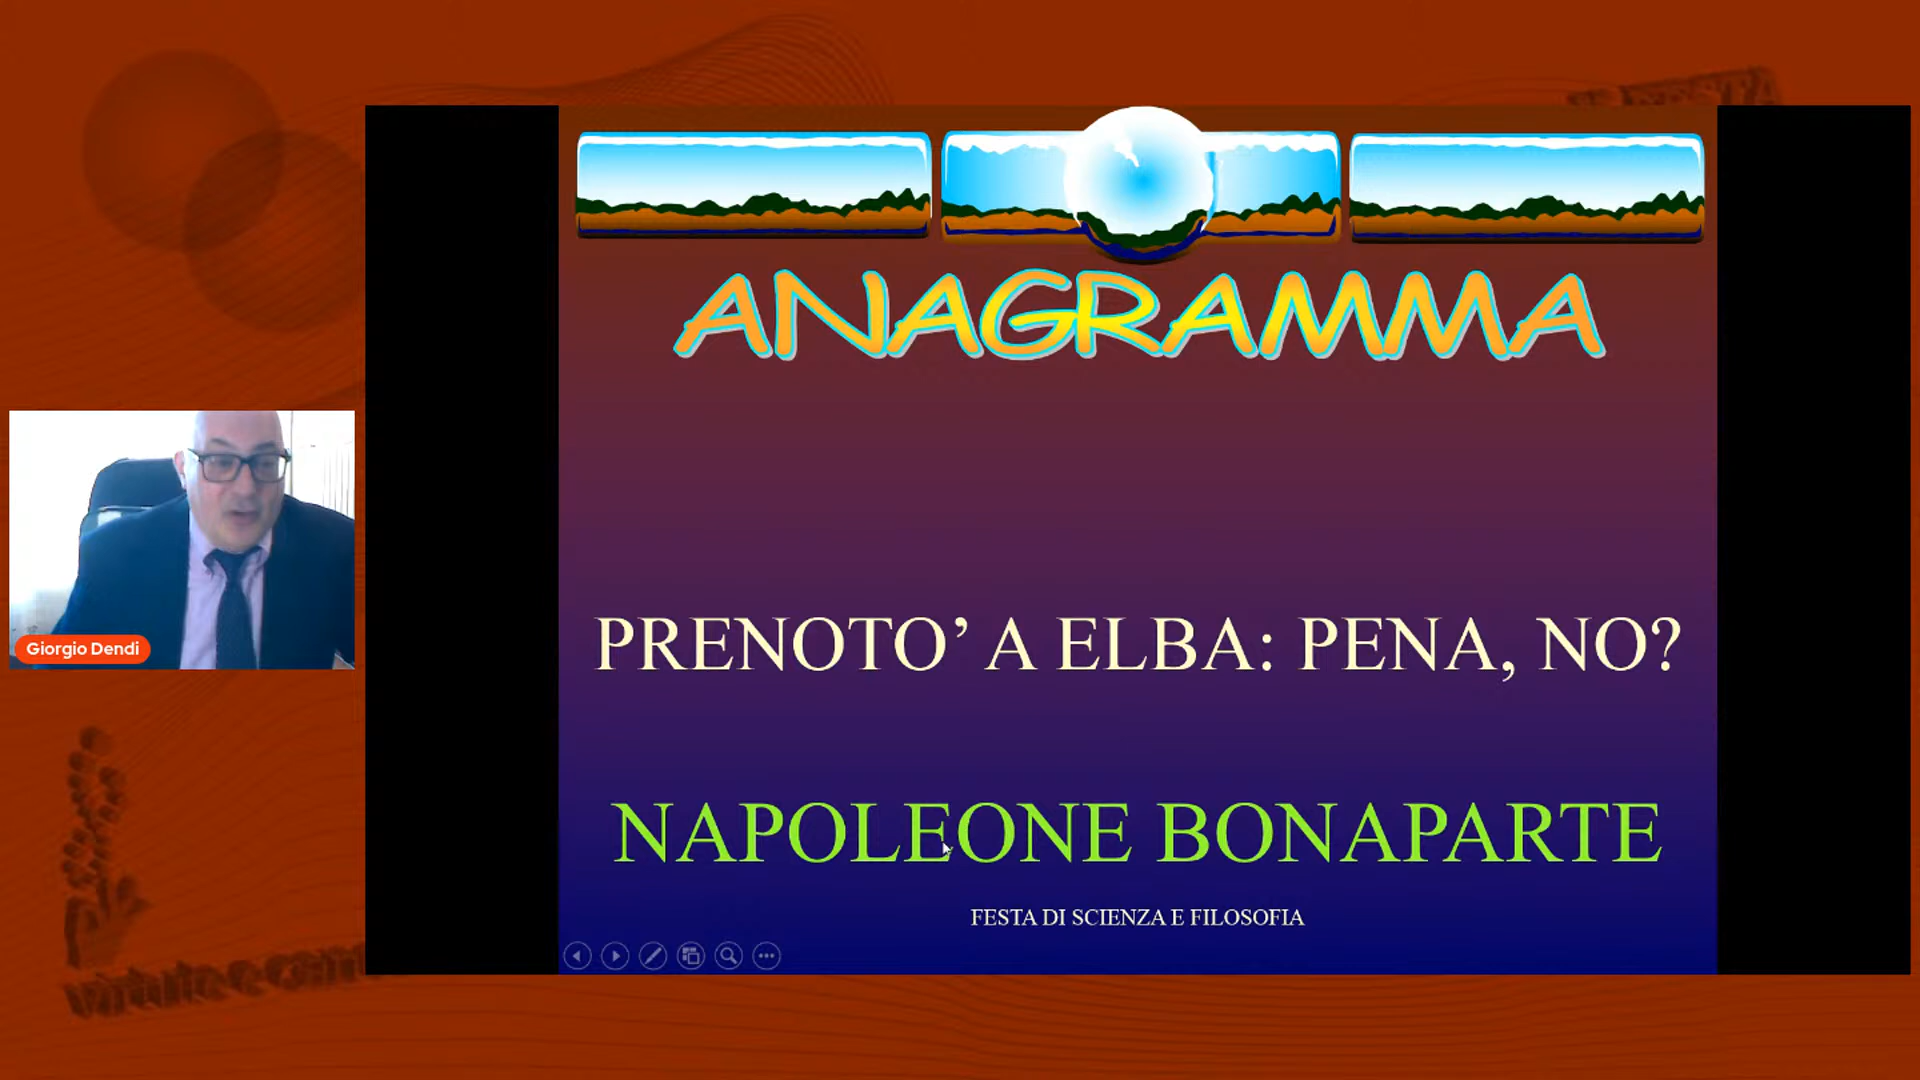 ANAGRAMMA
PRENOTO’ A ELBA: PENA, NO?
NAPOLEONE BONAPARTE
FESTA DI SCIENZA E FILOSOFIA
Giorgio Dendi